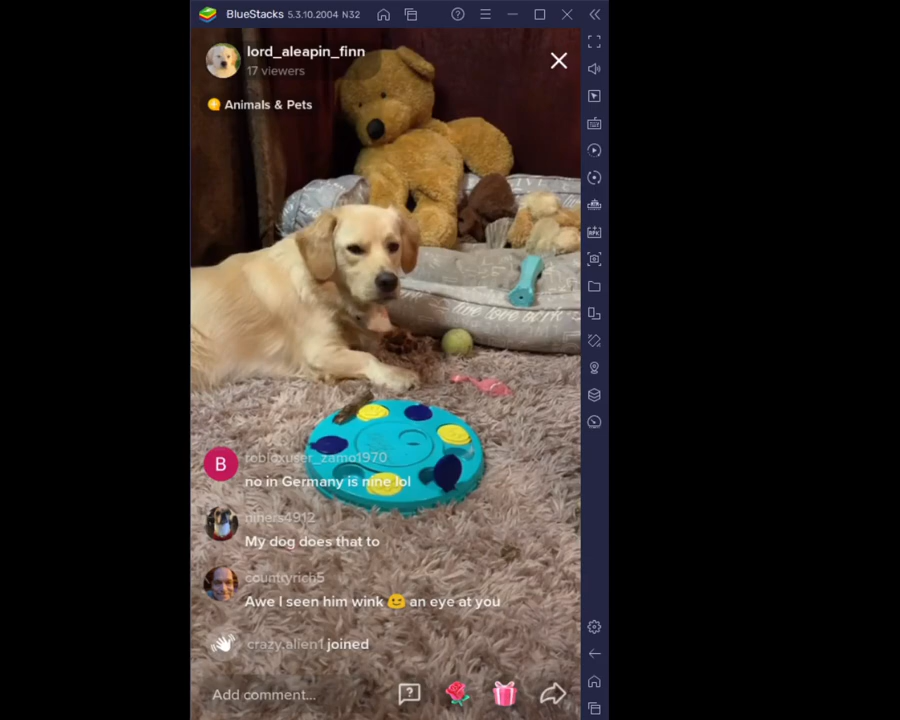 BlueStacks 5.3.10.2004 N32
lord_aleapin_finn
17 viewers
Animals & Pets
robloxuser_zamo1970
B
no in Germany is nine lol
niners4912
My dog does that to
countryrich5
Awe I seen him wink 😉 an eye at you
crazy.alien1 joined
Add comment...